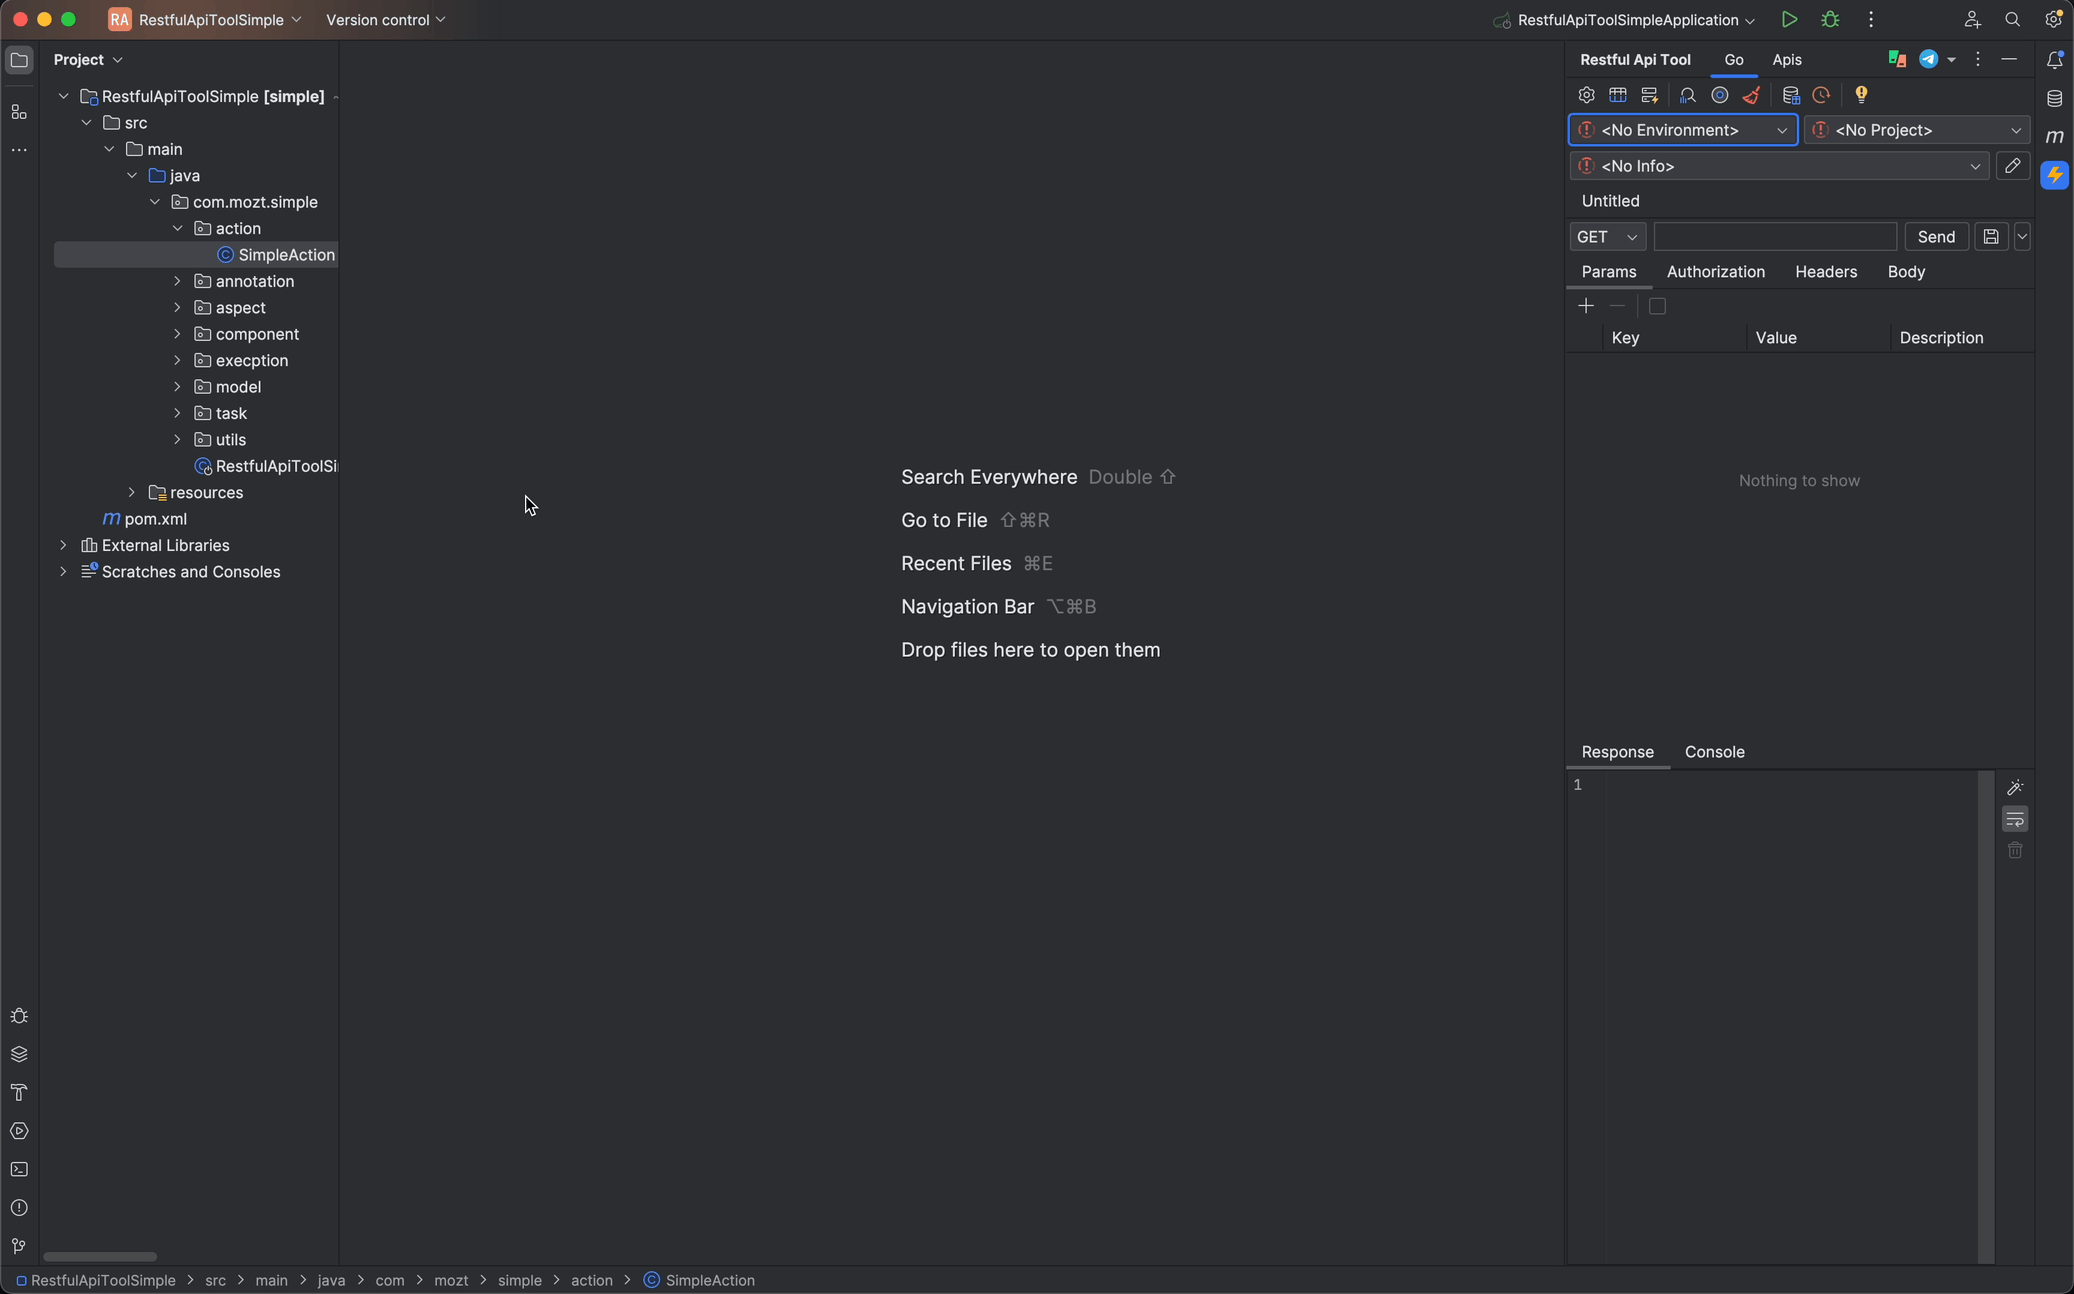 RA RestfulApiToolSimple Version control RestfulApiToolSimpleApplication
Project
RestfulApiToolSimple [simple]
src
main
java
com.mozt.simple
action
SimpleAction
annotation
aspect
component
execption
model
task
utils
RestfulApiToolSi
resources
m pom.xml
External Libraries
Scratches and Consoles
Search Everywhere Double ⇧
Go to File ⇧⌘R
Recent Files ⌘E
Navigation Bar ⌥⌘B
Drop files here to open them
Restful Api Tool Go Apis
<No Environment> <No Project>
<No Info>
Untitled
GET Send
Params Authorization Headers Body
Key Value Description
Nothing to show
Response Console
1
m
RestfulApiToolSimple > src > main > java > com > mozt > simple > action > SimpleAction